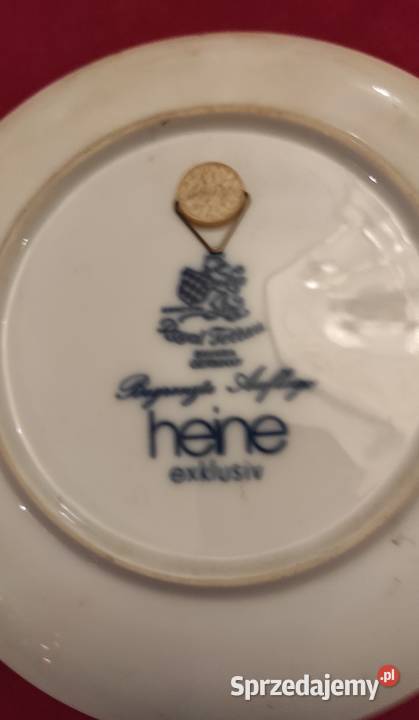 Royal Tettau
BAVARIA
GERMANY
Begrenzte Auflage
heine
exklusiv
Sprzedajemy.pl